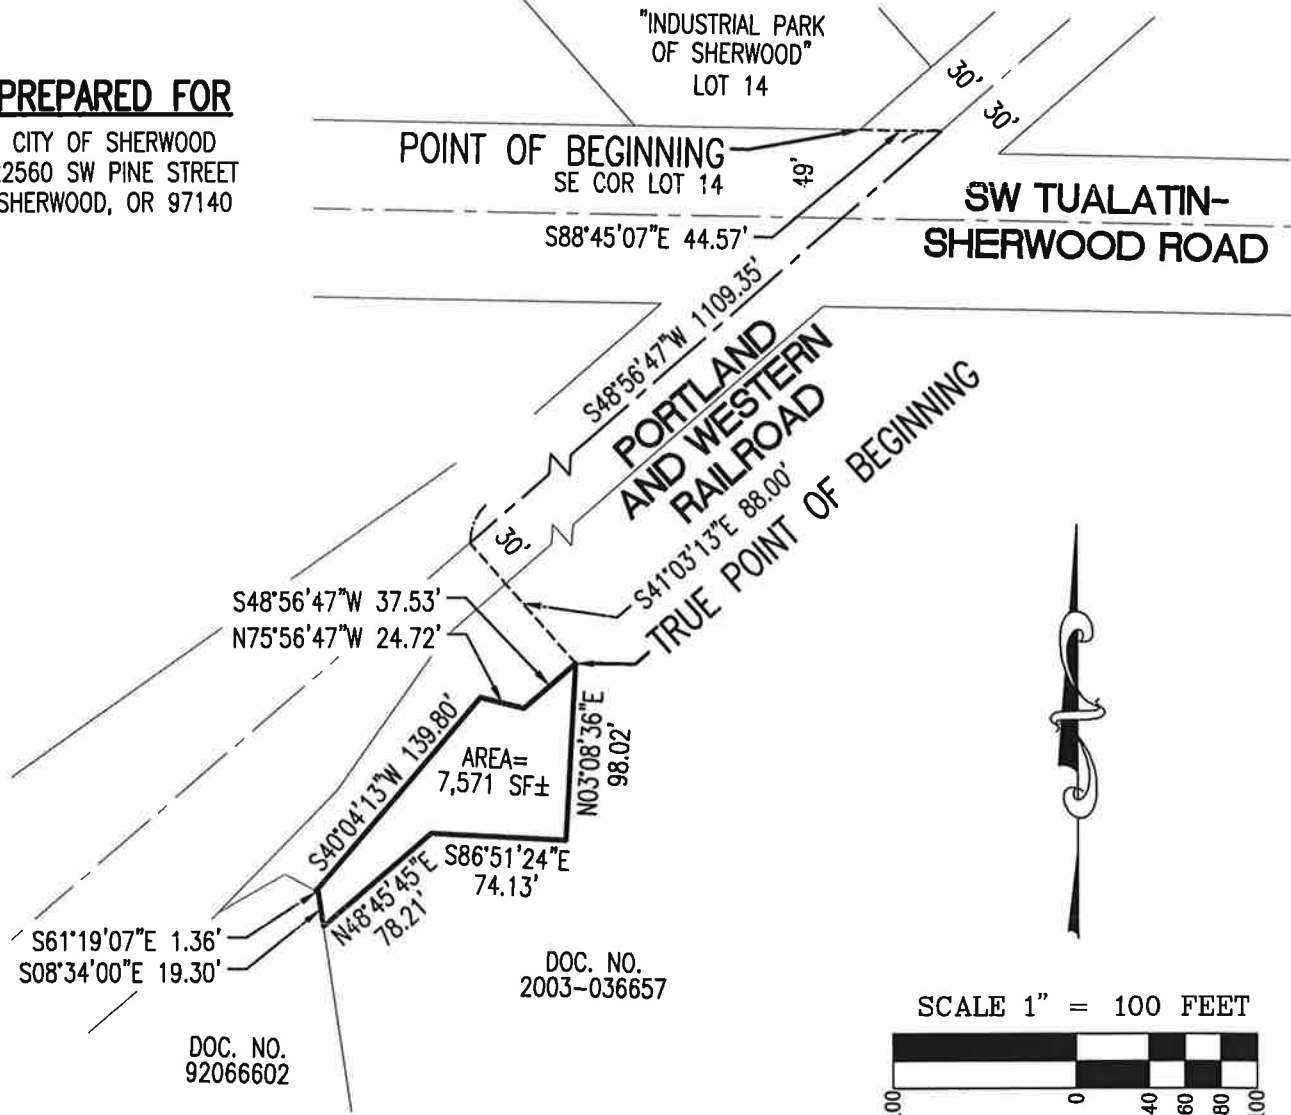 PREPARED FOR
CITY OF SHERWOOD
22560 SW PINE STREET
SHERWOOD, OR 97140
"INDUSTRIAL PARK
OF SHERWOOD"
LOT 14
30'
30'
POINT OF BEGINNING
SE COR LOT 14
49'
S88°45'07"E 44.57'
SW TUALATIN-
SHERWOOD ROAD
S48°56'47"W 1109.35'
PORTLAND
AND WESTERN
RAILROAD
S41°03'13"E 88.00'
TRUE POINT OF BEGINNING
30'
S48°56'47"W 37.53'
N75°56'47"W 24.72'
S40°04'13"W 139.80'
AREA=
7,571 SF±
N03°08'36"E
98.02'
S86°51'24"E
74.13'
N48°45'45"E
78.21'
S61°19'07"E 1.36'
S08°34'00"E 19.30'
DOC. NO.
2003-036657
DOC. NO.
92066602
SCALE 1" = 100 FEET
0
40
60
80